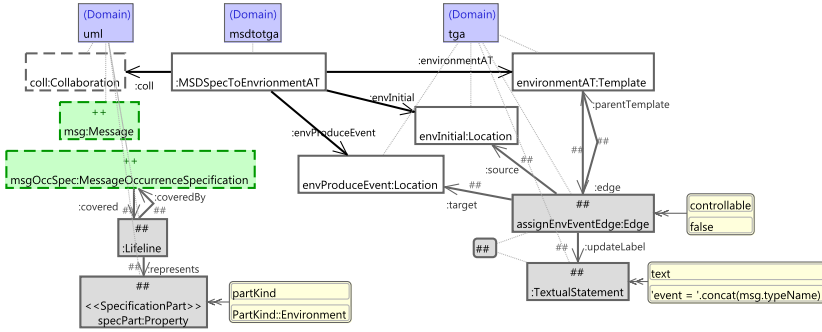 (Domain)
uml
(Domain)
msdtotga
(Domain)
tga
coll:Collaboration
:coll
:MSDSpecToEnvrionmentAT
:environmentAT
environmentAT:Template
++
msg:Message
:envInitial
envInitial:Location
:parentTemplate
:envProduceEvent
##
##
++
msgOccSpec:MessageOccurrenceSpecification
envProduceEvent:Location
:source
##
:covered
:coveredBy
##
##
##
:target
:edge
##
assignEnvEventEdge:Edge
controllable
false
##
:Lifeline
##
##
:updateLabel
##
:represents
##
<<SpecificationPart>>
specPart:Property
partKind
PartKind::Environment
##
:TextualStatement
text
'event = '.concat(msg.typeName)